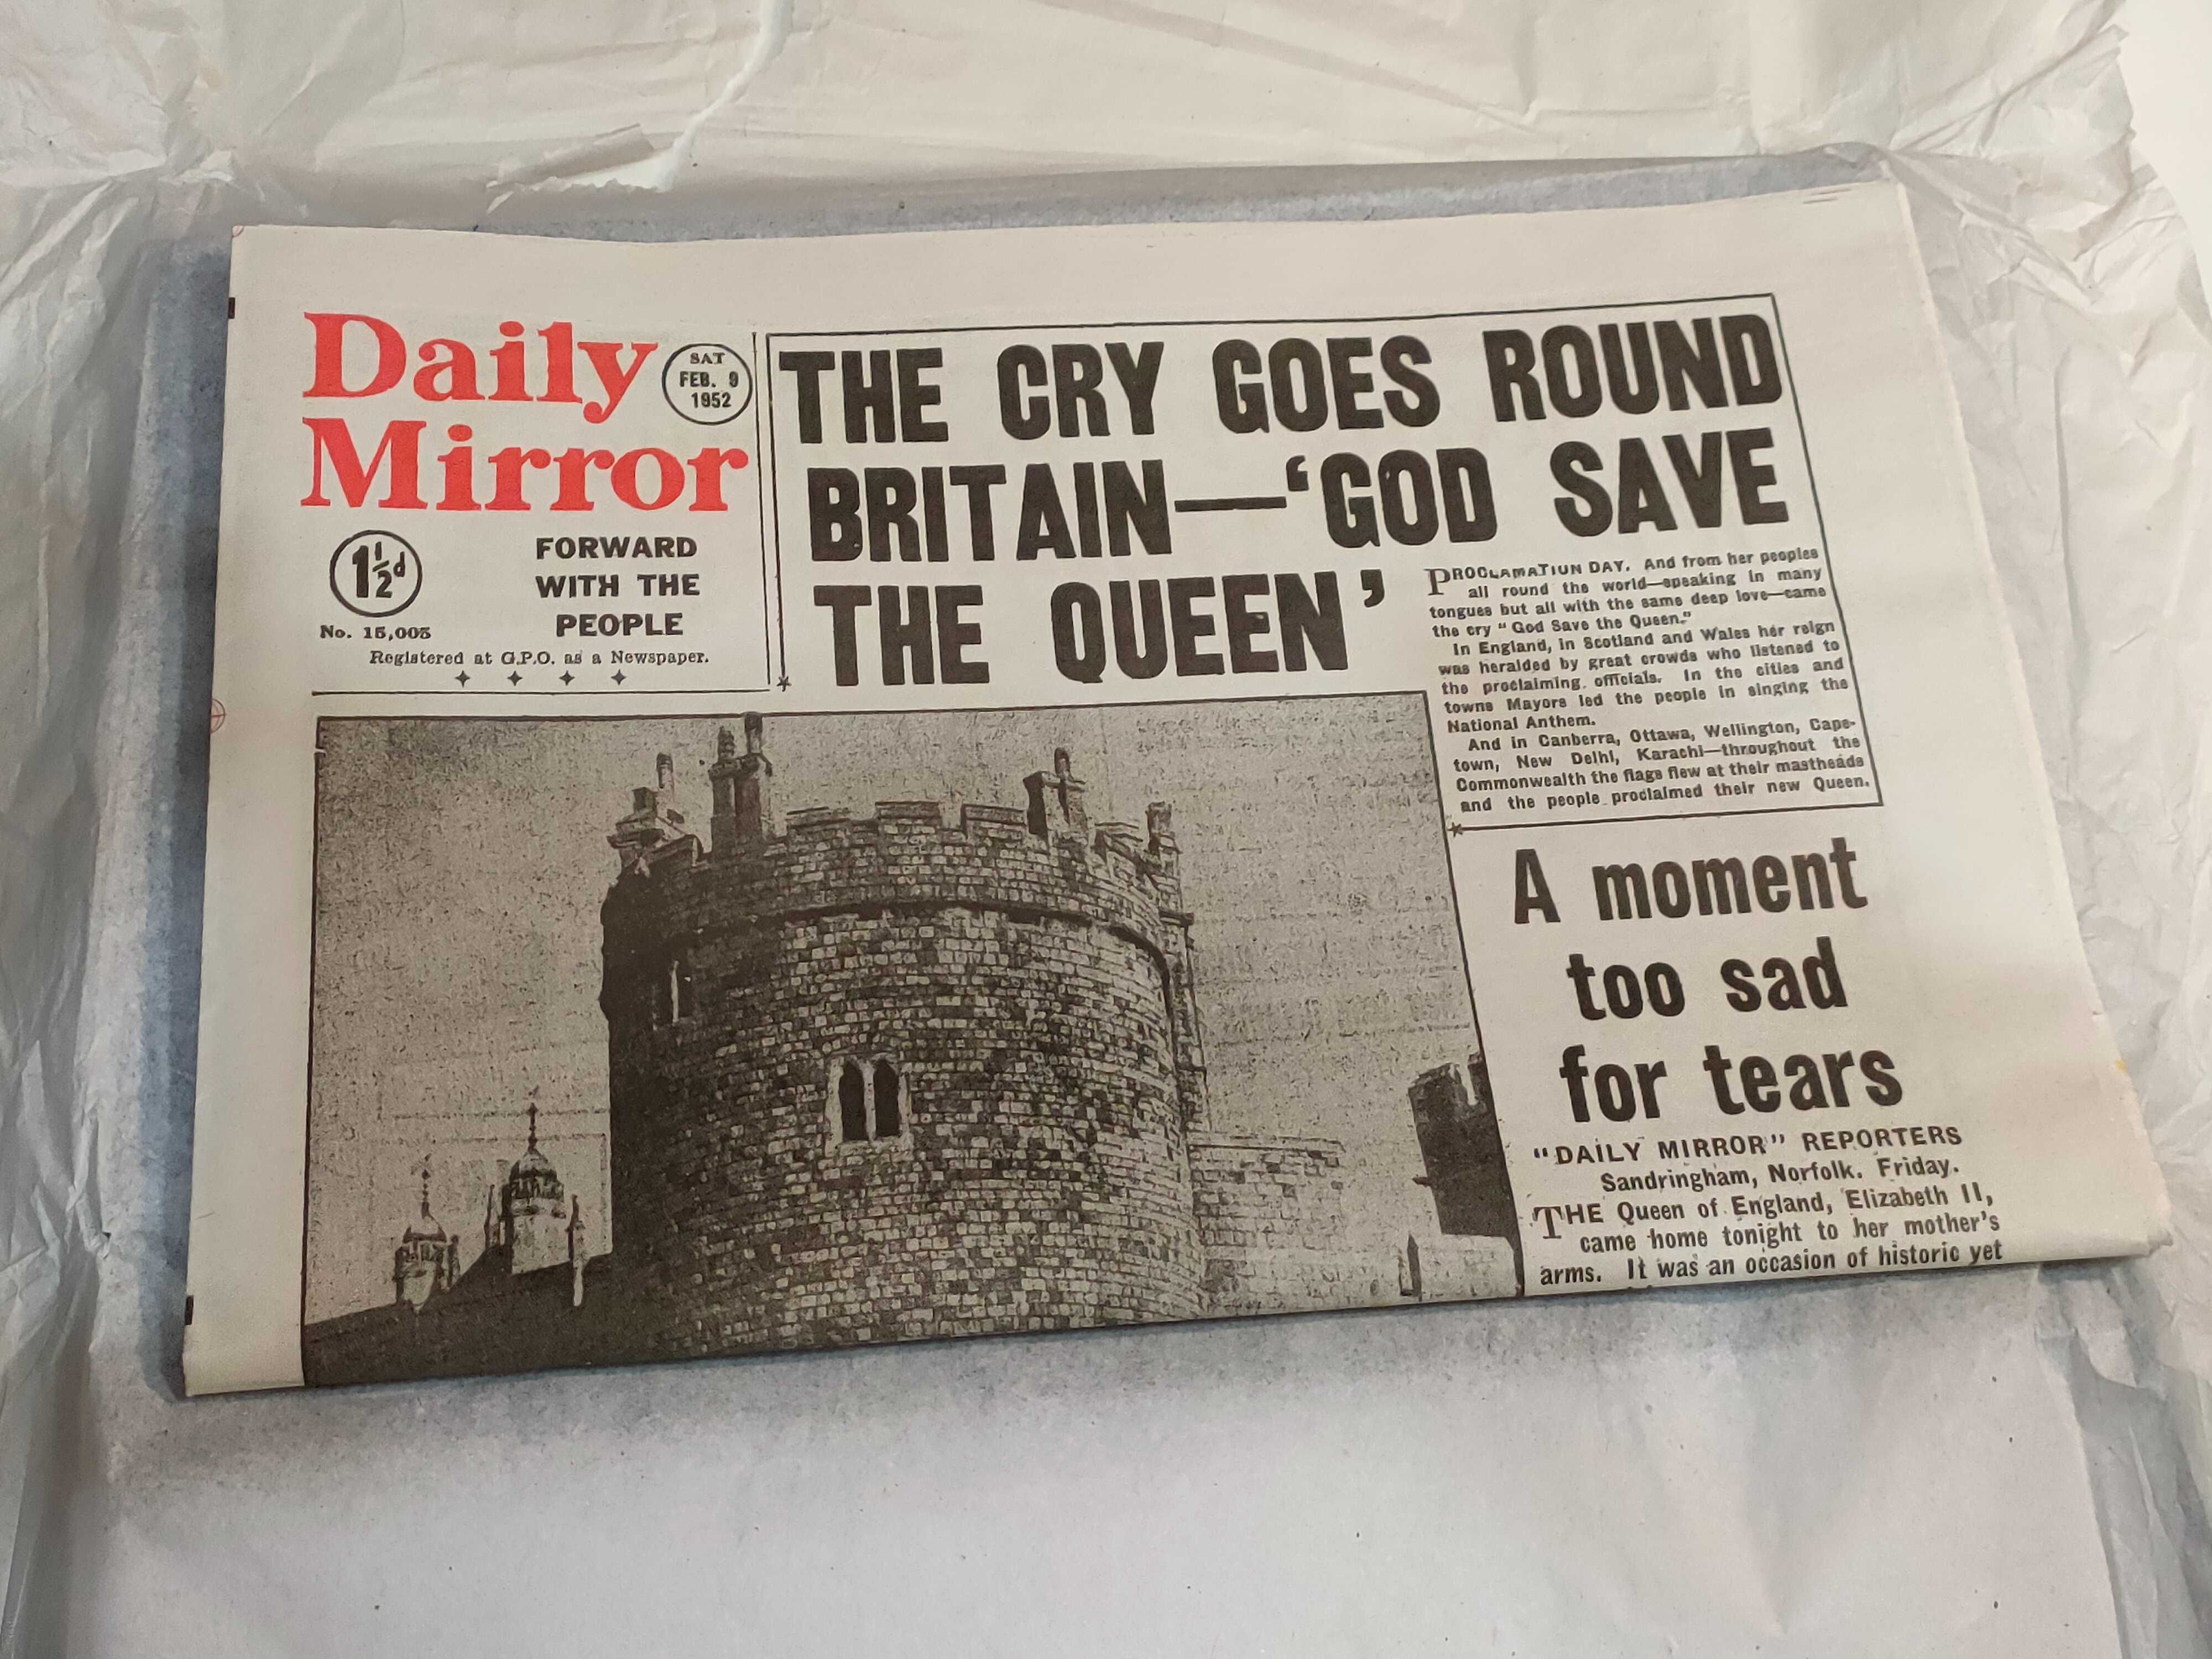 Daily
Mirror
SAT
FEB. 9
1952
1½d
No. 15,005
FORWARD
WITH THE
PEOPLE
Registered at G.P.O. as a Newspaper.
THE CRY GOES ROUND
BRITAIN—‘GOD SAVE
THE QUEEN’
PROCLAMATION DAY. And from her peoples
all round the world—speaking in many
tongues but all with the same deep love—came
the cry “ God Save the Queen.”
In England, in Scotland and Wales her reign
was heralded by great crowds who listened to
the proclaiming officials. In the cities and
towns Mayors led the people in singing the
National Anthem.
And in Canberra, Ottawa, Wellington, Cape-
town, New Delhi, Karachi—throughout the
Commonwealth the flags flew at their mastheads
and the people proclaimed their new Queen.
A moment
too sad
for tears
“DAILY MIRROR” REPORTERS
Sandringham, Norfolk. Friday.
THE Queen of England, Elizabeth II,
came home tonight to her mother’s
arms. It was an occasion of historic yet